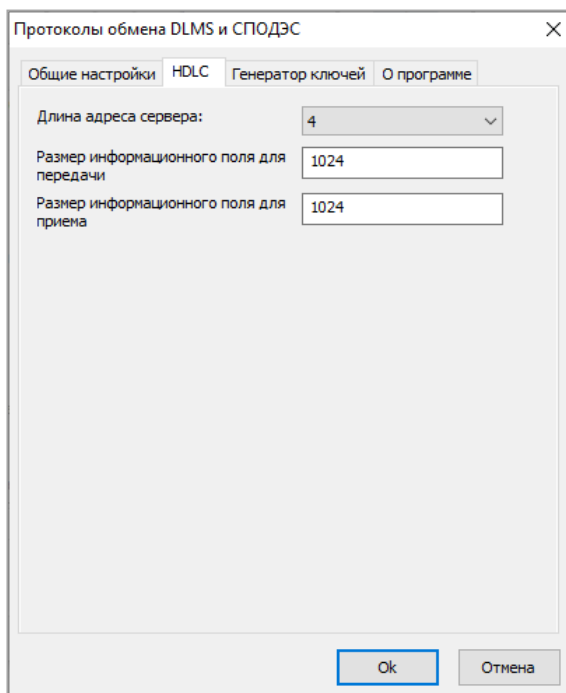 Протоколы обмена DLMS и СПОДЭС
Общие настройки HDLC Генератор ключей О программе
Длина адреса сервера: 4
Размер информационного поля для передачи 1024
Размер информационного поля для приема 1024
Ok Отмена